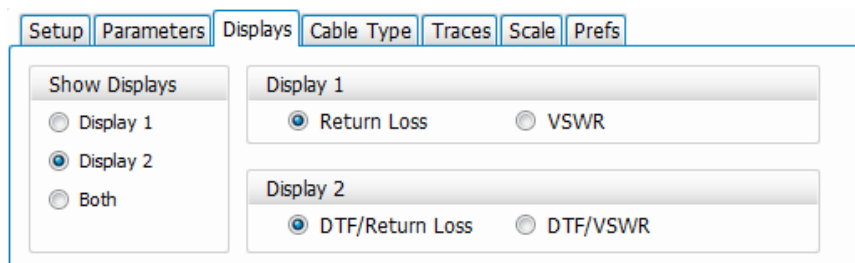 Setup Parameters Displays Cable Type Traces Scale Prefs
Show Displays
Display 1
Display 2
Both
Display 1
Return Loss VSWR
Display 2
DTF/Return Loss DTF/VSWR